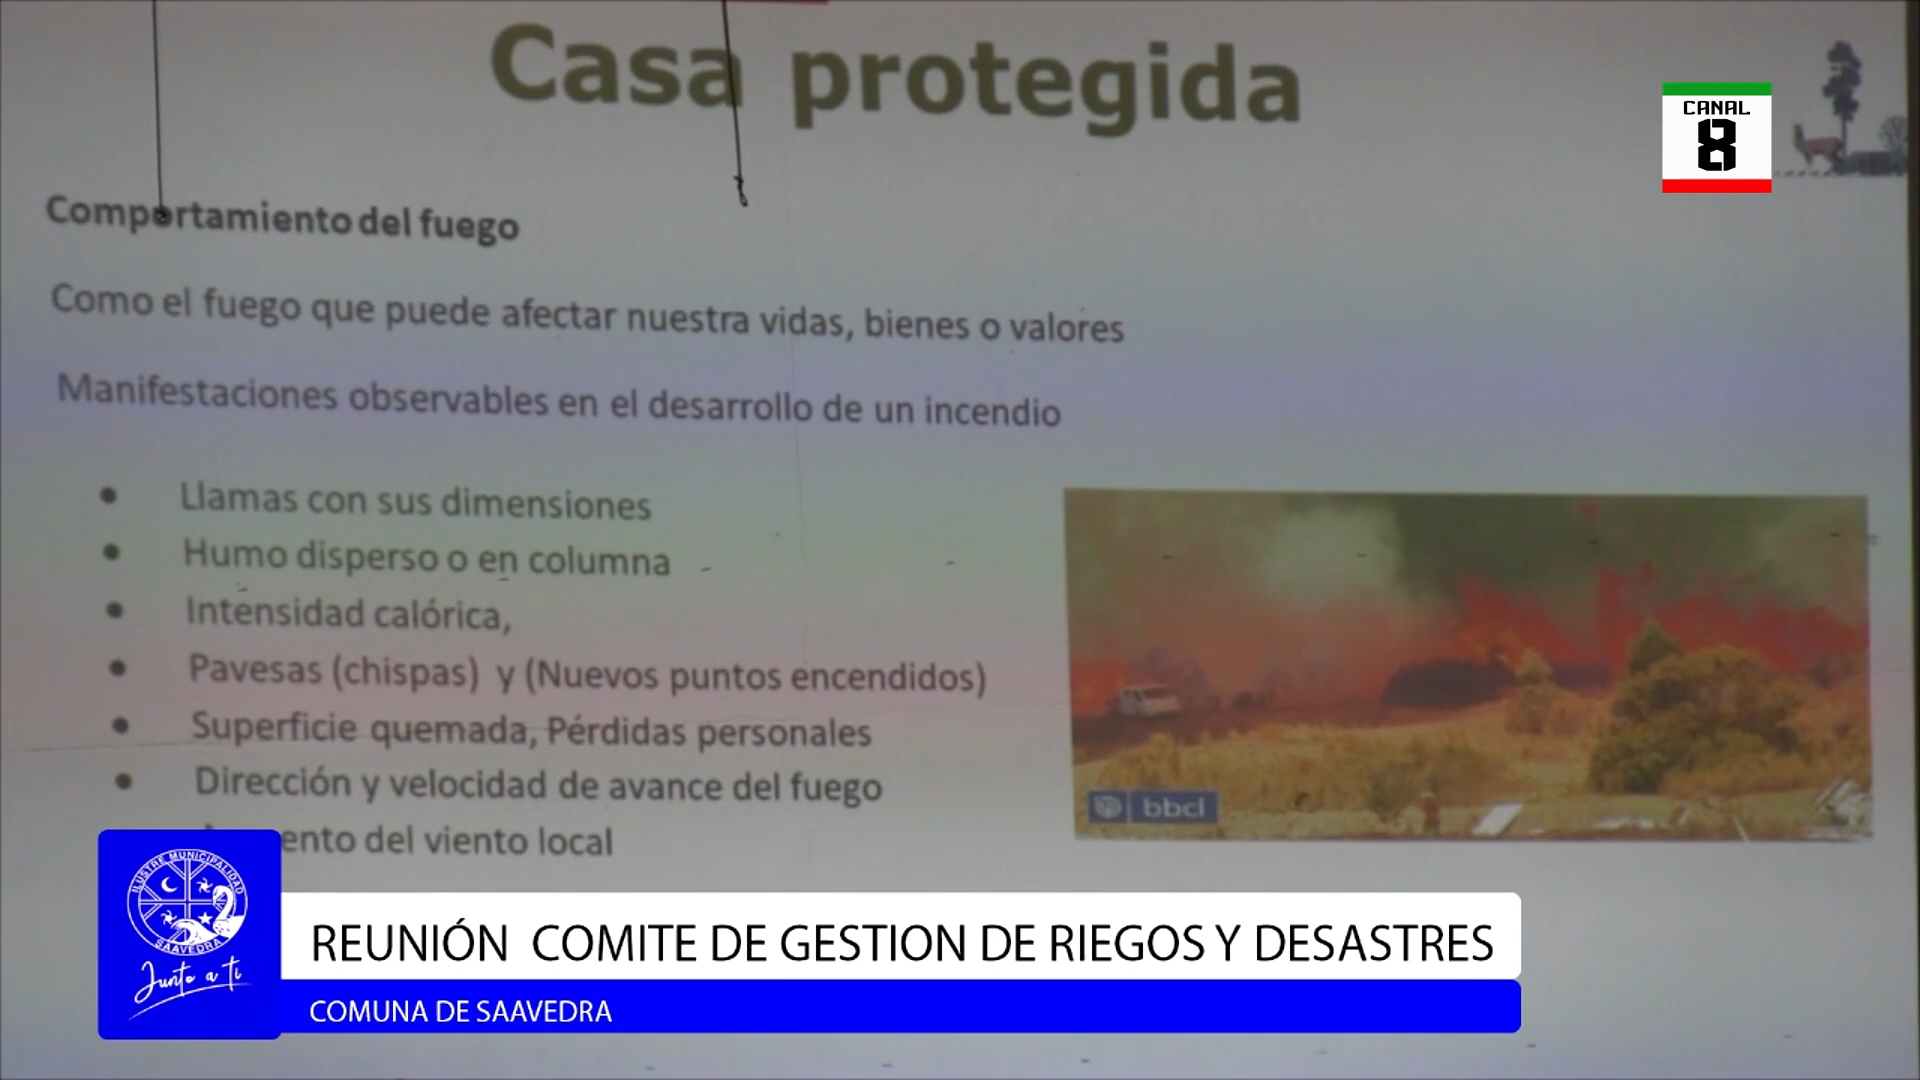 Casa protegida
CANAL
8
Comportamiento del fuego
Como el fuego que puede afectar nuestra vidas, bienes o valores
Manifestaciones observables en el desarrollo de un incendio
• Llamas con sus dimensiones
• Humo disperso o en columna
• Intensidad calórica,
• Pavesas (chispas) y (Nuevos puntos encendidos)
• Superficie quemada, Pérdidas personales
• Dirección y velocidad de avance del fuego
ento del viento local
bbcl
ILUSTRE MUNICIPALIDAD
SAAVEDRA
Junto a ti
REUNIÓN COMITE DE GESTION DE RIEGOS Y DESASTRES
COMUNA DE SAAVEDRA